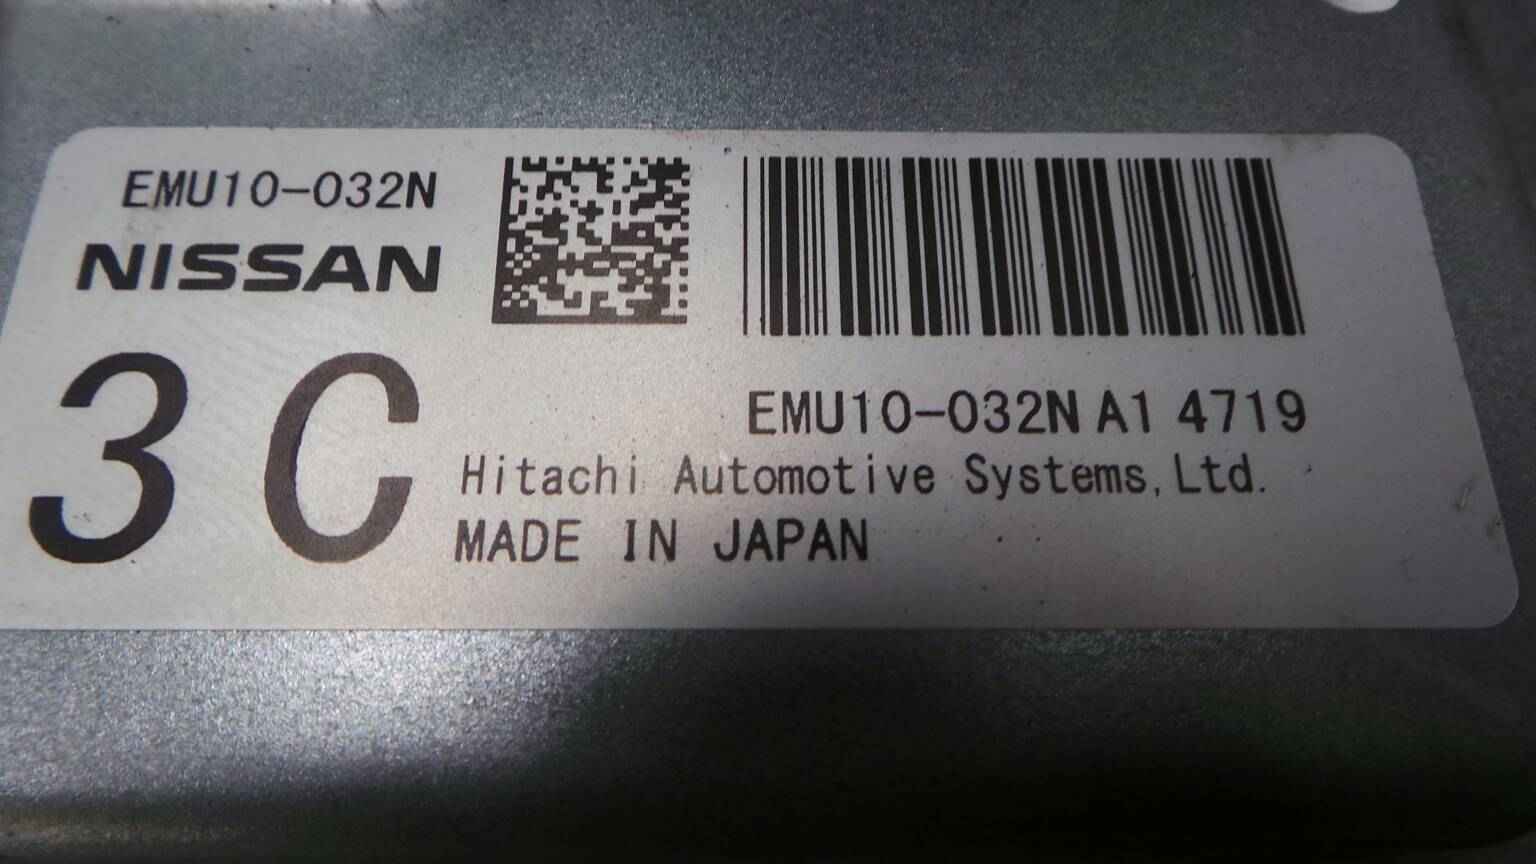 EMU10-032N
NISSAN
3C
EMU10-032N A1 4719
Hitachi Automotive Systems,Ltd.
MADE IN JAPAN